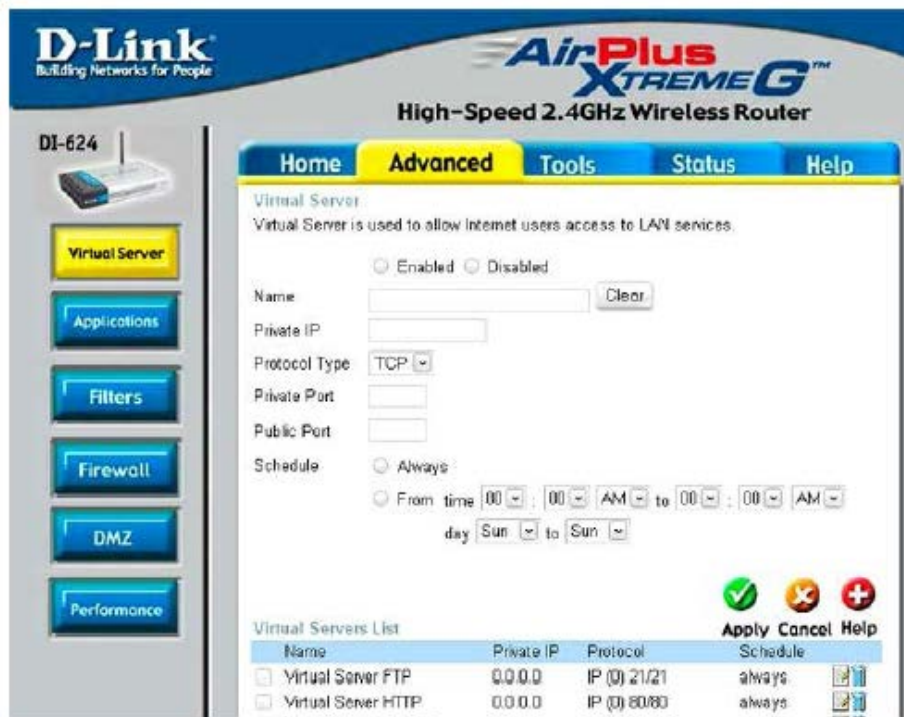 D-Link
Building Networks for People
AirPlus
XTREME G™
High-Speed 2.4GHz Wireless Router
DI-624
Home Advanced Tools Status Help
Virtual Server
Applications
Filters
Firewall
DMZ
Performance
Virtual Server
Virtual Server is used to allow Internet users access to LAN services.
Enabled Disabled
Name Clear
Private IP
Protocol Type TCP
Private Port
Public Port
Schedule Always
From time 00 : 00 AM to 00 : 00 AM
day Sun to Sun
Apply Cancel Help
Virtual Servers List
Name Private IP Protocol Schedule
Virtual Server FTP 0.0.0.0 IP (0) 21/21 always
Virtual Server HTTP 0.0.0.0 IP (0) 80/80 always